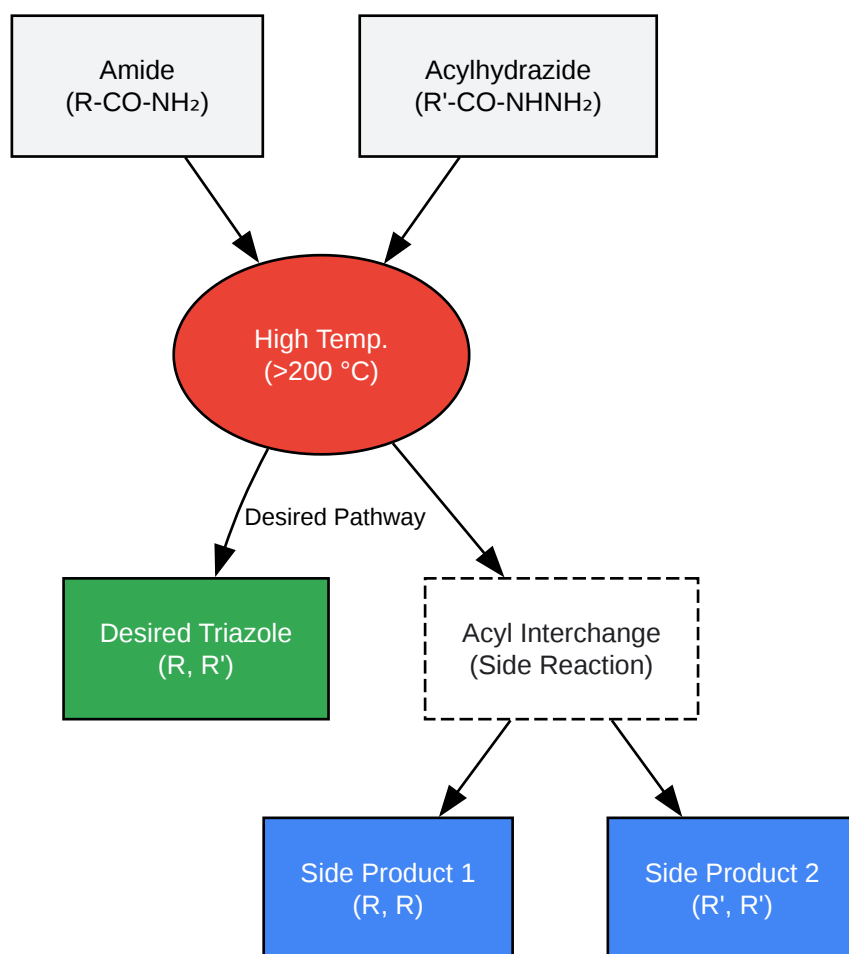 Amide
(R-CO-NH₂)
Acylhydrazide
(R'-CO-NHNH₂)
High Temp.
(>200 °C)
Desired Pathway
Desired Triazole
(R, R')
Acyl Interchange
(Side Reaction)
Side Product 1
(R, R)
Side Product 2
(R', R')